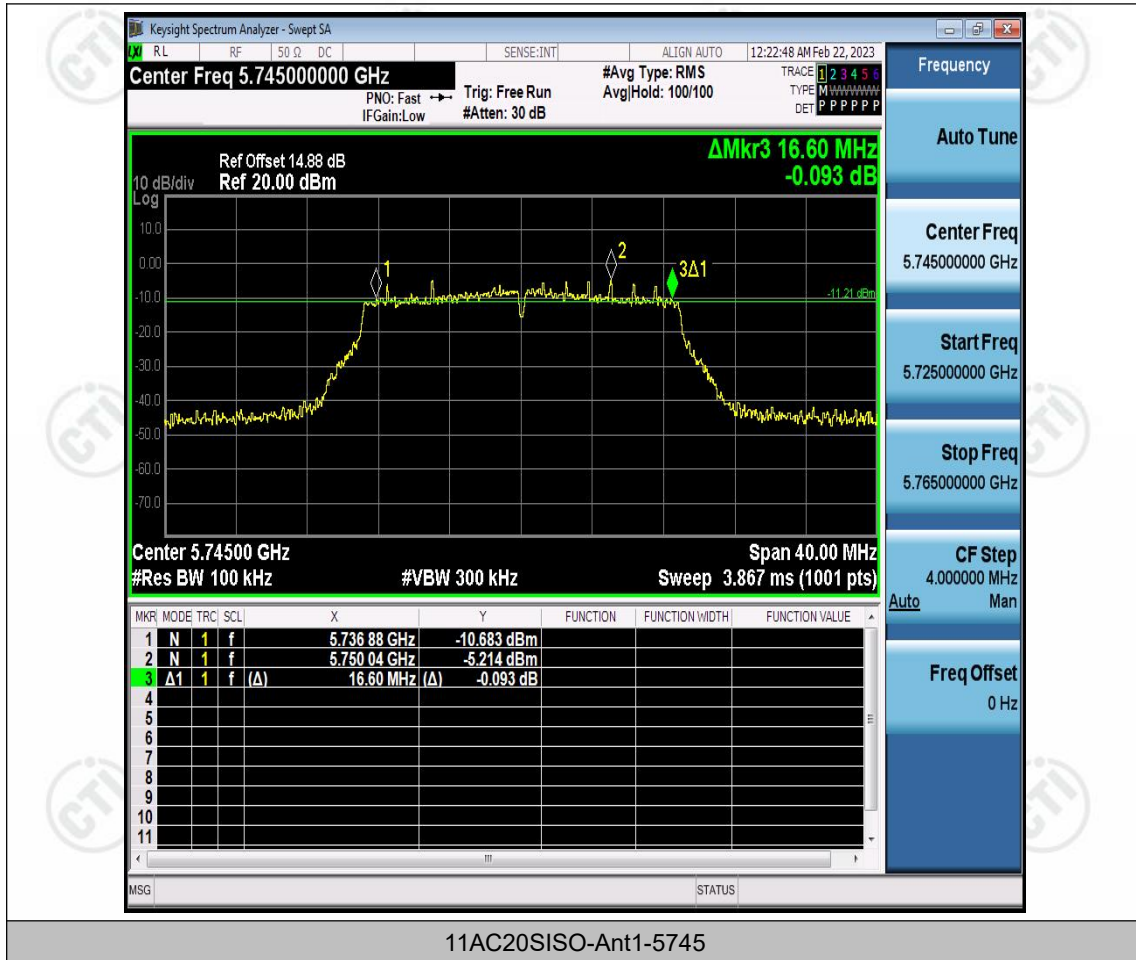 Keysight Spectrum Analyzer - Swept SA
LXI RL RF 50 Ω DC SENSE:INT ALIGN AUTO 12:22:48 AM Feb 22, 2023
Center Freq 5.745000000 GHz
PNO: Fast
IFGain:Low
Trig: Free Run
#Atten: 30 dB
#Avg Type: RMS
Avg|Hold: 100/100
TRACE 1 2 3 4 5 6
TYPE M WWWWW
DET P P P P P P
Frequency
Auto Tune
Center Freq
5.745000000 GHz
Start Freq
5.725000000 GHz
Stop Freq
5.765000000 GHz
CF Step
4.000000 MHz
Auto Man
Freq Offset
0 Hz
ΔMkr3 16.60 MHz
-0.093 dB
Ref Offset 14.88 dB
10 dB/div Ref 20.00 dBm
Log
10.0
0.00
-10.0
-20.0
-30.0
-40.0
-50.0
-60.0
-70.0
1
2
3Δ1
-11.21 dBm
Center 5.74500 GHz Span 40.00 MHz
#Res BW 100 kHz #VBW 300 kHz Sweep 3.867 ms (1001 pts)
MKR MODE TRC SCL X Y FUNCTION FUNCTION WIDTH FUNCTION VALUE
1 N 1 f 5.736 88 GHz -10.683 dBm
2 N 1 f 5.750 04 GHz -5.214 dBm
3 Δ1 1 f (Δ) 16.60 MHz (Δ) -0.093 dB
4
5
6
7
8
9
10
11
MSG STATUS
11AC20SISO-Ant1-5745
CTI
CTI
CTI
CTI
CTI
CTI